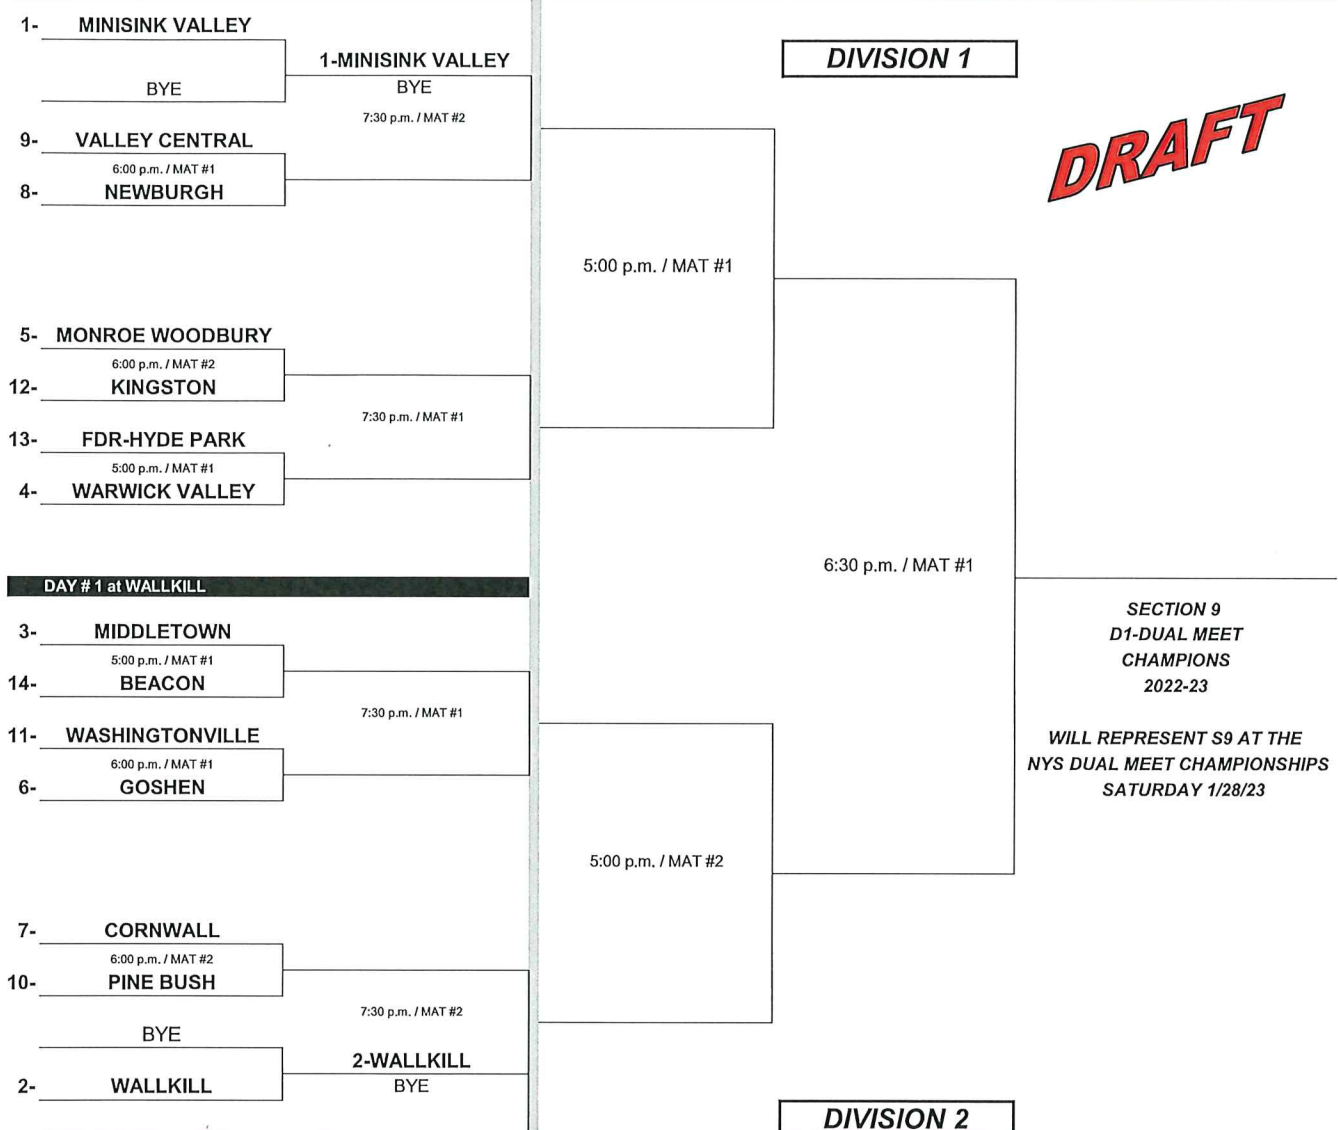 1- MINISINK VALLEY
1-MINISINK VALLEY
BYE
BYE
7:30 p.m. / MAT #2
9- VALLEY CENTRAL
6:00 p.m. / MAT #1
8- NEWBURGH
DIVISION 1
DRAFT
5:00 p.m. / MAT #1
5- MONROE WOODBURY
6:00 p.m. / MAT #2
12- KINGSTON
7:30 p.m. / MAT #1
13- FDR-HYDE PARK
5:00 p.m. / MAT #1
4- WARWICK VALLEY
6:30 p.m. / MAT #1
DAY # 1 at WALLKILL
3- MIDDLETOWN
5:00 p.m. / MAT #1
14- BEACON
7:30 p.m. / MAT #1
11- WASHINGTONVILLE
6:00 p.m. / MAT #1
6- GOSHEN
SECTION 9
D1-DUAL MEET
CHAMPIONS
2022-23
WILL REPRESENT S9 AT THE
NYS DUAL MEET CHAMPIONSHIPS
SATURDAY 1/28/23
5:00 p.m. / MAT #2
7- CORNWALL
6:00 p.m. / MAT #2
10- PINE BUSH
7:30 p.m. / MAT #2
BYE
2-WALLKILL
2- WALLKILL
BYE
DIVISION 2